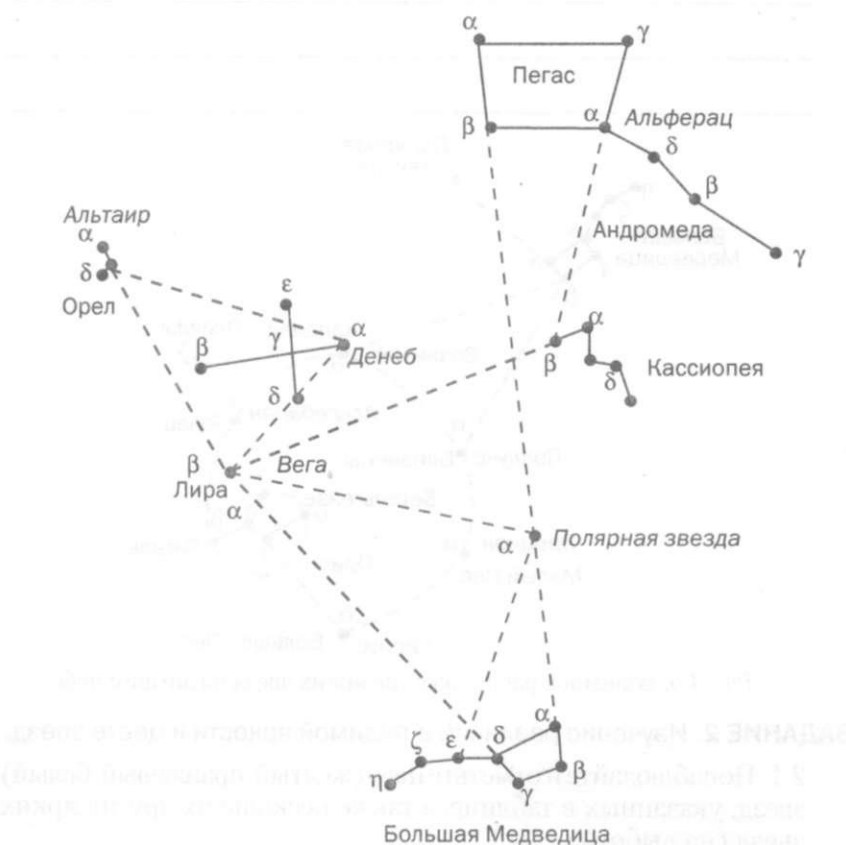 α γ
Пегас
β α Альферац
δ
β
Альтаир
α
Андромеда
γ
δ
Орел
ε
α
γ α
β Денеб
β Кассиопея
δ
δ
β Вега
Лира
α
Полярная звезда
α
α
δ
ε
ζ
η β
γ
Большая Медведица